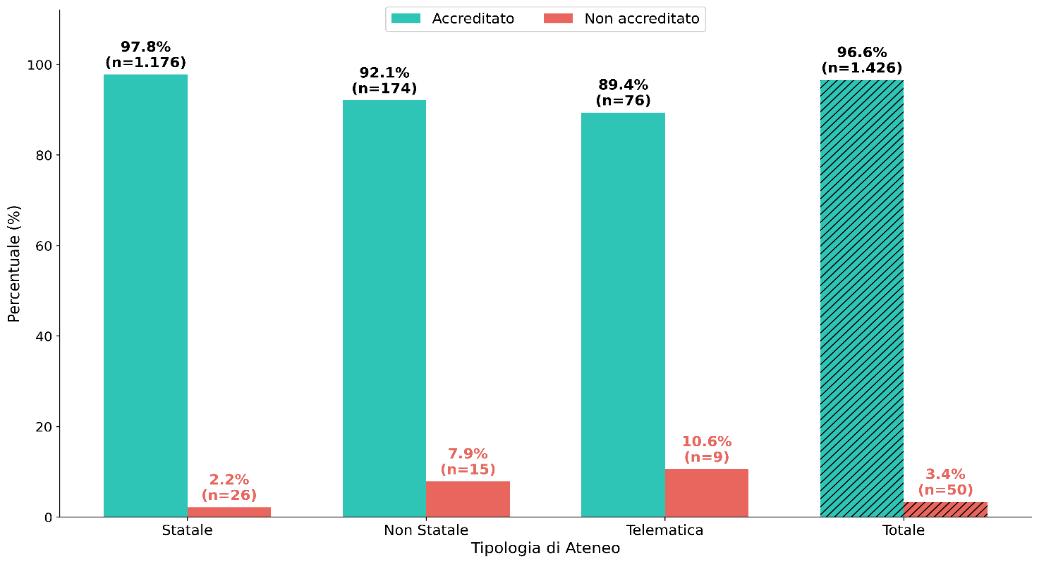 Accreditato
Non accreditato
Percentuale (%)
100
80
60
40
20
0
97.8%
(n=1.176)
2.2%
(n=26)
92.1%
(n=174)
7.9%
(n=15)
89.4%
(n=76)
10.6%
(n=9)
96.6%
(n=1.426)
3.4%
(n=50)
Statale
Non Statale
Telematica
Totale
Tipologia di Ateneo